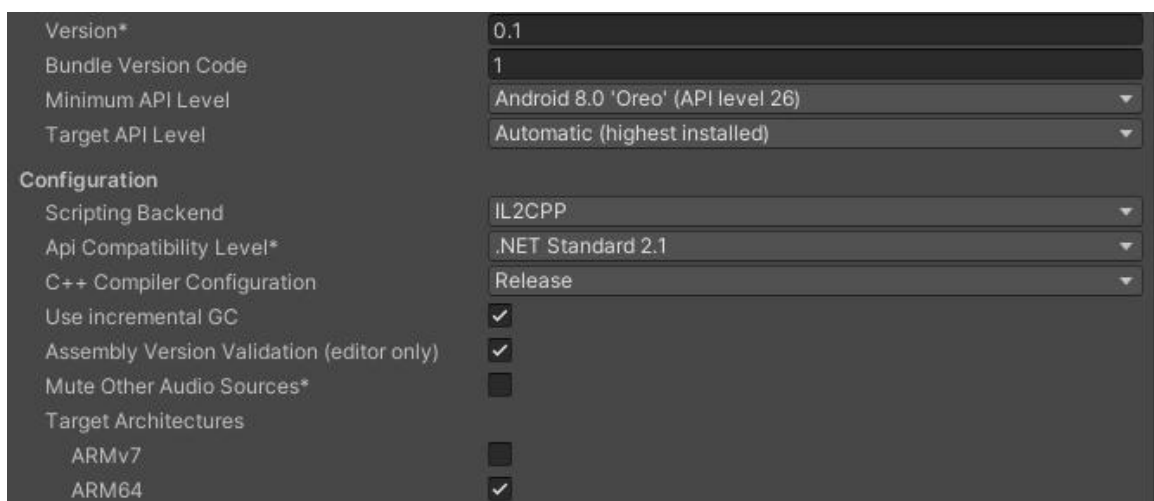 Version* 0.1
Bundle Version Code 1
Minimum API Level Android 8.0 'Oreo' (API level 26)
Target API Level Automatic (highest installed)
Configuration
Scripting Backend IL2CPP
Api Compatibility Level* .NET Standard 2.1
C++ Compiler Configuration Release
Use incremental GC
Assembly Version Validation (editor only)
Mute Other Audio Sources*
Target Architectures
ARMv7
ARM64